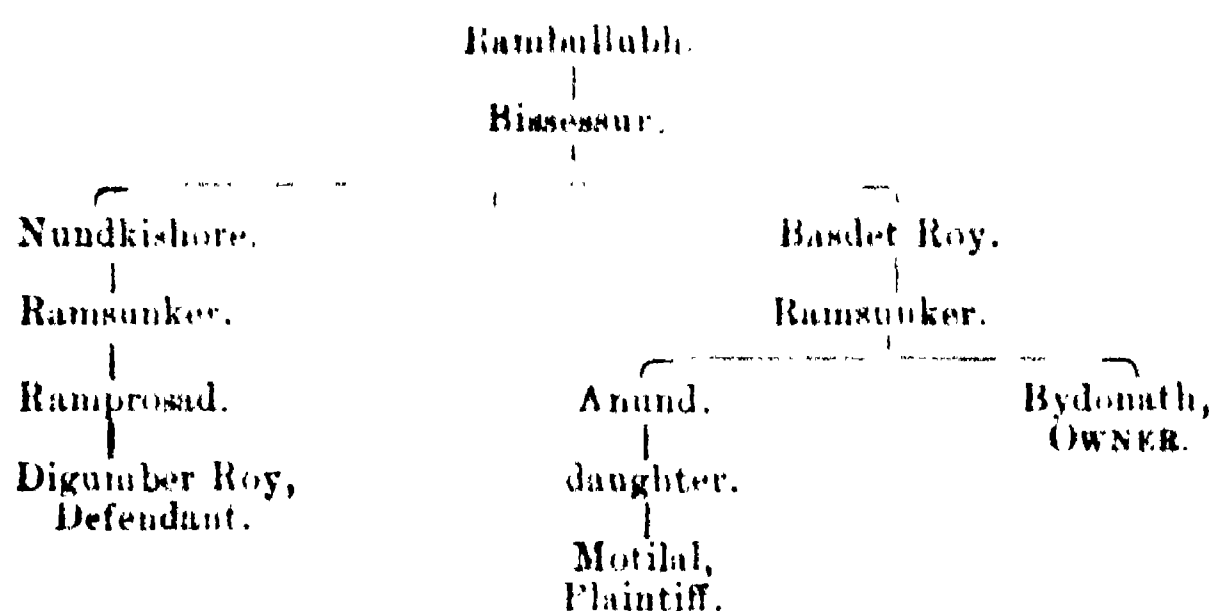 Rambullubh.
Bissessur.
Nundkishore. Basdet Roy.
Ramsunker. Ramsunker.
Ramprosad. Anund. Bydonath,
OWNER.
Digumber Roy, daughter.
Defendant.
Motilal,
Plaintiff.